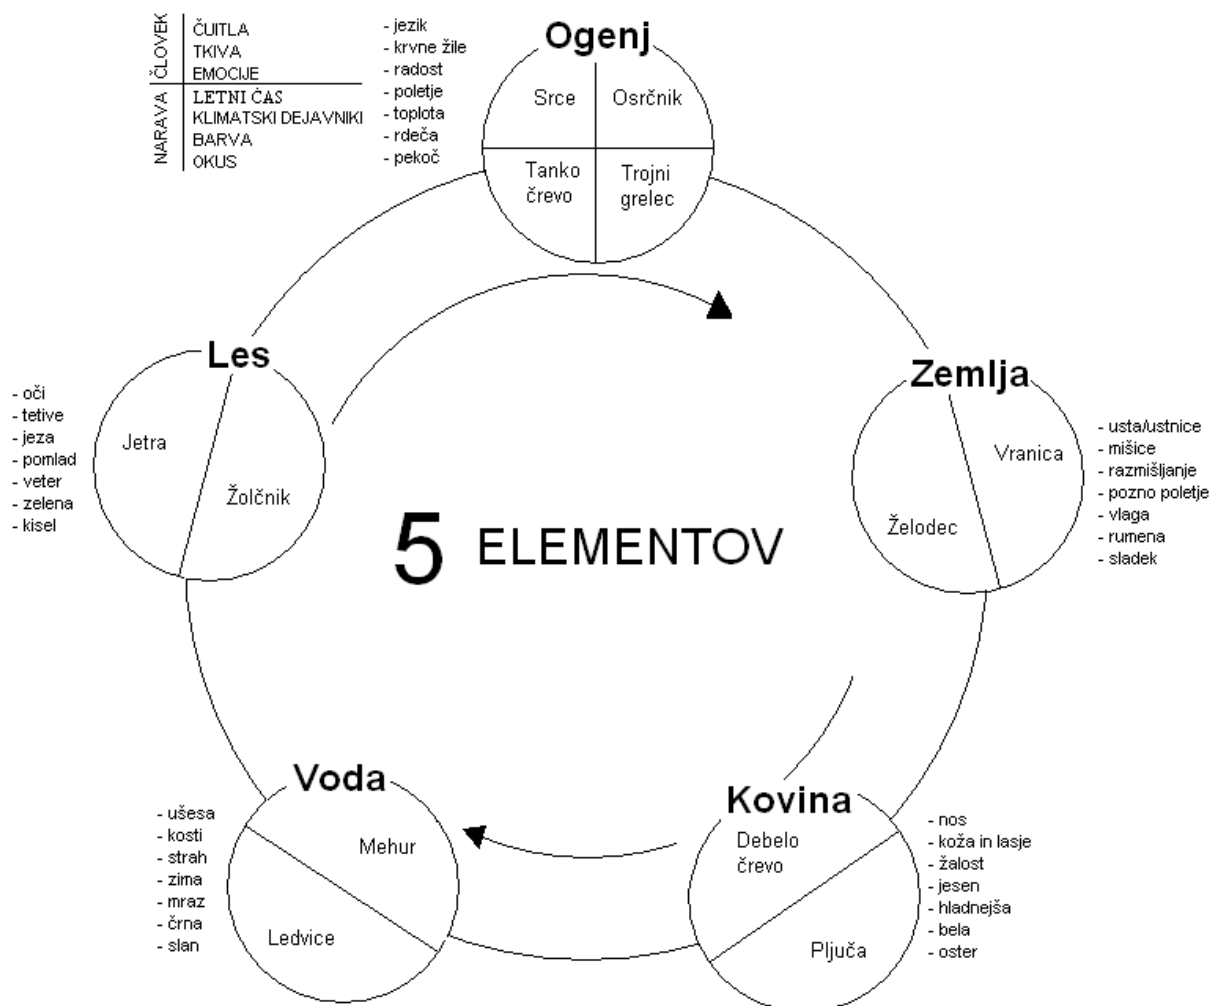 ČLOVEK
ČUITLA
TKIVA
EMOCIJE
NARAVA
LETNI ČAS
KLIMATSKI DEJAVNIKI
BARVA
OKUS
- jezik
- krvne žile
- radost
- poletje
- toplota
- rdeča
- pekoč
Ogenj
Srce
Osrčnik
Tanko
črevo
Trojni
grelec
Les
- oči
- tetive
- jeza
- pomlad
- veter
- zelena
- kisel
Jetra
Žolčnik
Zemlja
Vranica
Želodec
- usta/ustnice
- mišice
- razmišljanje
- pozno poletje
- vlaga
- rumena
- sladek
5 ELEMENTOV
Voda
- ušesa
- kosti
- strah
- zima
- mraz
- črna
- slan
Mehur
Ledvice
Kovina
Debelo
črevo
Pljuča
- nos
- koža in lasje
- žalost
- jesen
- hladnejša
- bela
- oster